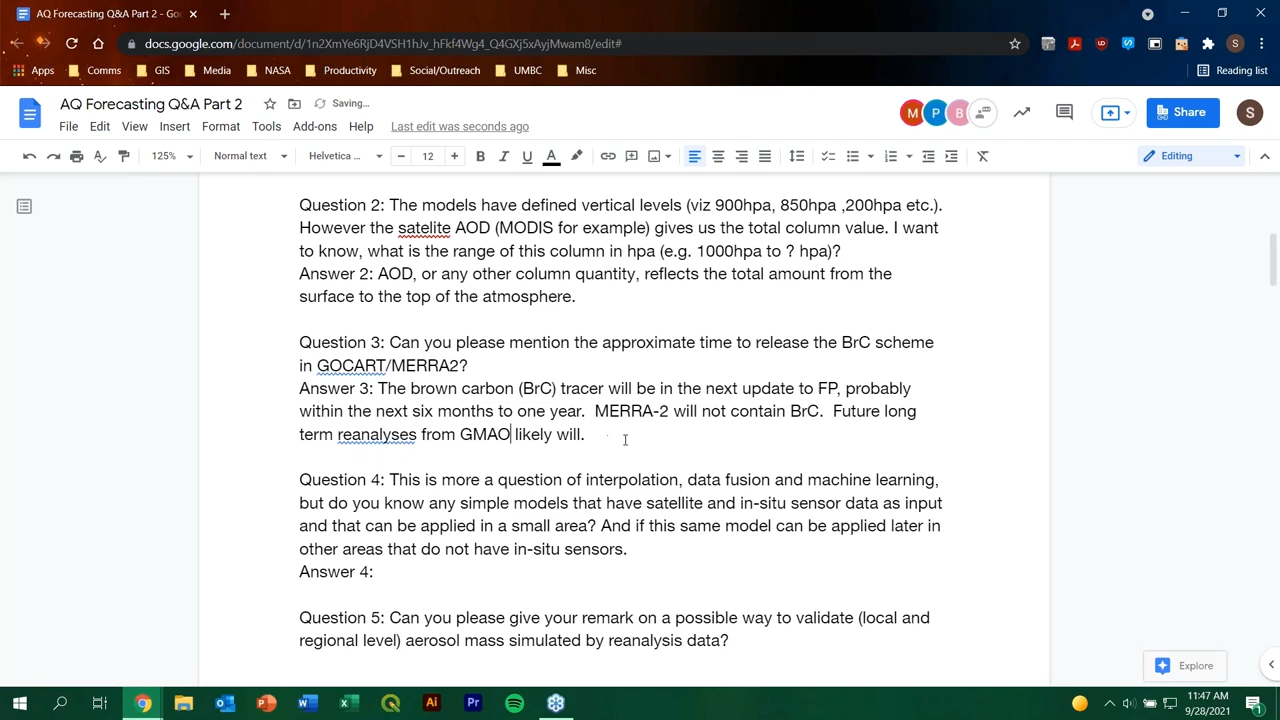 AQ Forecasting Q&A Part 2 - Go
docs.google.com/document/d/1n2XmYe6RjD4VSH1hJv_hFkf4Wg4_Q4GXj5xAyjMwam8/edit#
S
Apps Comms GIS Media NASA Productivity Social/Outreach UMBC Misc Reading list
AQ Forecasting Q&A Part 2 Saving...
M P B Share S
File Edit View Insert Format Tools Add-ons Help Last edit was seconds ago
125% Normal text Helvetica ... 12 B I U A Editing
Question 2: The models have defined vertical levels (viz 900hpa, 850hpa ,200hpa etc.).
However the satelite AOD (MODIS for example) gives us the total column value. I want
to know, what is the range of this column in hpa (e.g. 1000hpa to ? hpa)?
Answer 2: AOD, or any other column quantity, reflects the total amount from the
surface to the top of the atmosphere.
Question 3: Can you please mention the approximate time to release the BrC scheme
in GOCART/MERRA2?
Answer 3: The brown carbon (BrC) tracer will be in the next update to FP, probably
within the next six months to one year.  MERRA-2 will not contain BrC.  Future long
term reanalyses from GMAO likely will.
Question 4: This is more a question of interpolation, data fusion and machine learning,
but do you know any simple models that have satellite and in-situ sensor data as input
and that can be applied in a small area? And if this same model can be applied later in
other areas that do not have in-situ sensors.
Answer 4:
Question 5: Can you please give your remark on a possible way to validate (local and
regional level) aerosol mass simulated by reanalysis data?
Explore
11:47 AM
9/28/2021